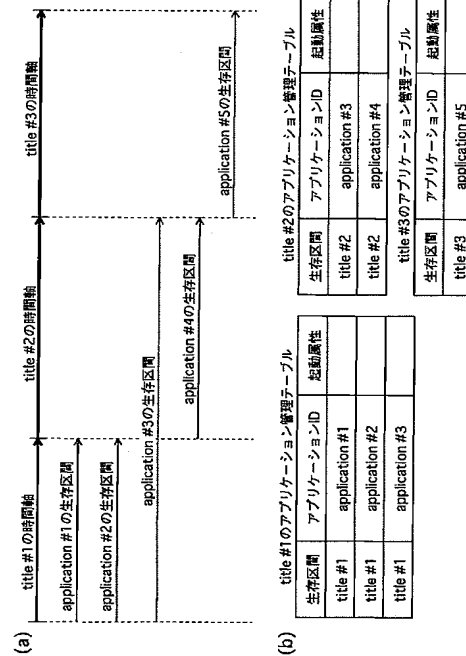 (a)
title #1の時間軸
title #2の時間軸
title #3の時間軸
application #1の生存区間
application #2の生存区間
application #3の生存区間
application #4の生存区間
application #5の生存区間
(b)
title #1のアプリケーション管理テーブル
生存区間 アプリケーションID 起動属性
title #1 application #1
title #1 application #2
title #1 application #3
title #2のアプリケーション管理テーブル
生存区間 アプリケーションID 起動属性
title #2 application #3
title #2 application #4
title #3のアプリケーション管理テーブル
生存区間 アプリケーションID 起動属性
title #3 application #5